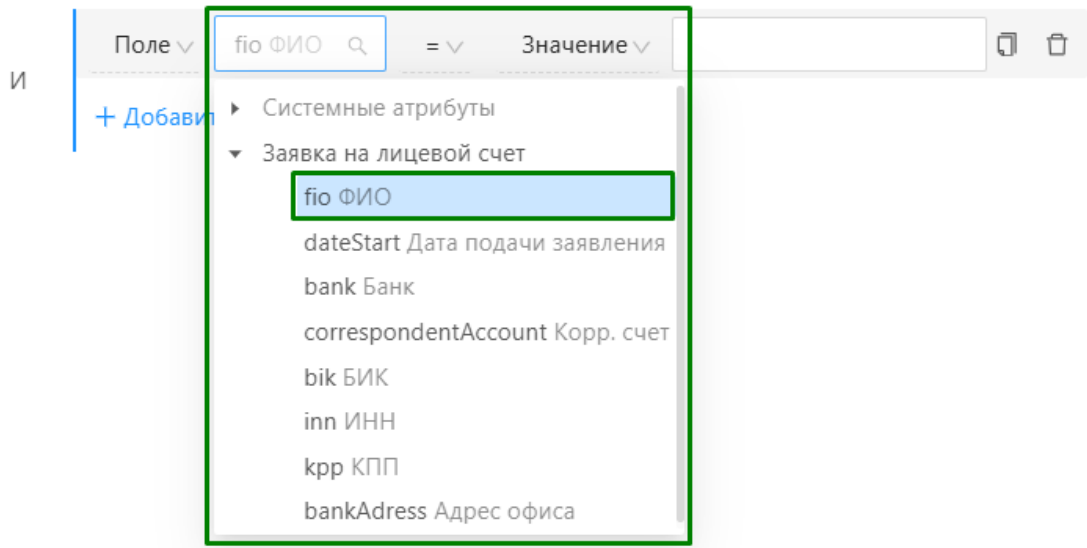 Поле fio ФИО = Значение
И
+ Добавит
Системные атрибуты
Заявка на лицевой счет
fio ФИО
dateStart Дата подачи заявления
bank Банк
correspondentAccount Корр. счет
bik БИК
inn ИНН
kpp КПП
bankAdress Адрес офиса